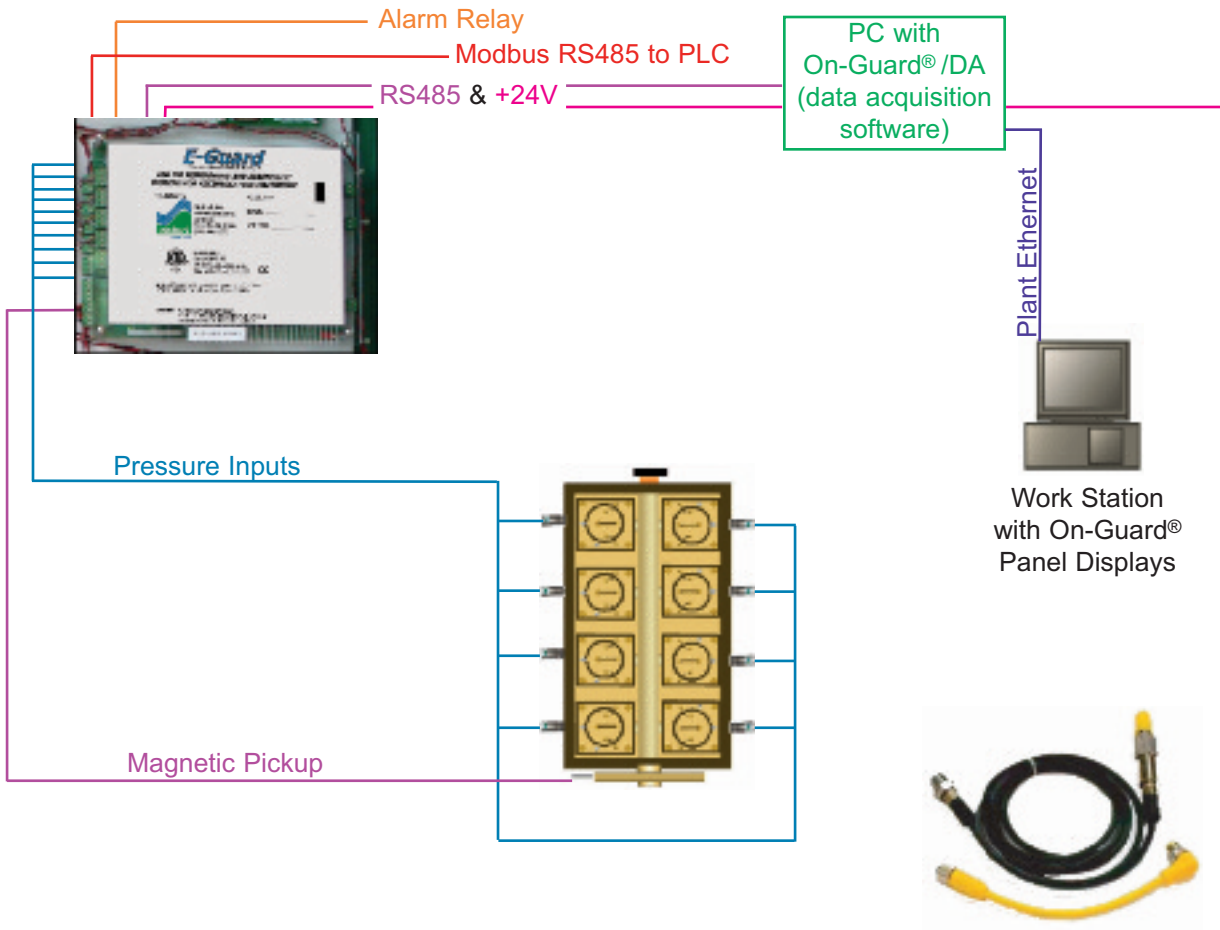 Alarm Relay
Modbus RS485 to PLC
RS485 & +24V
PC with
On-Guard® /DA
(data acquisition
software)
E-Guard
Plant Ethernet
Pressure Inputs
Work Station
with On-Guard®
Panel Displays
Magnetic Pickup